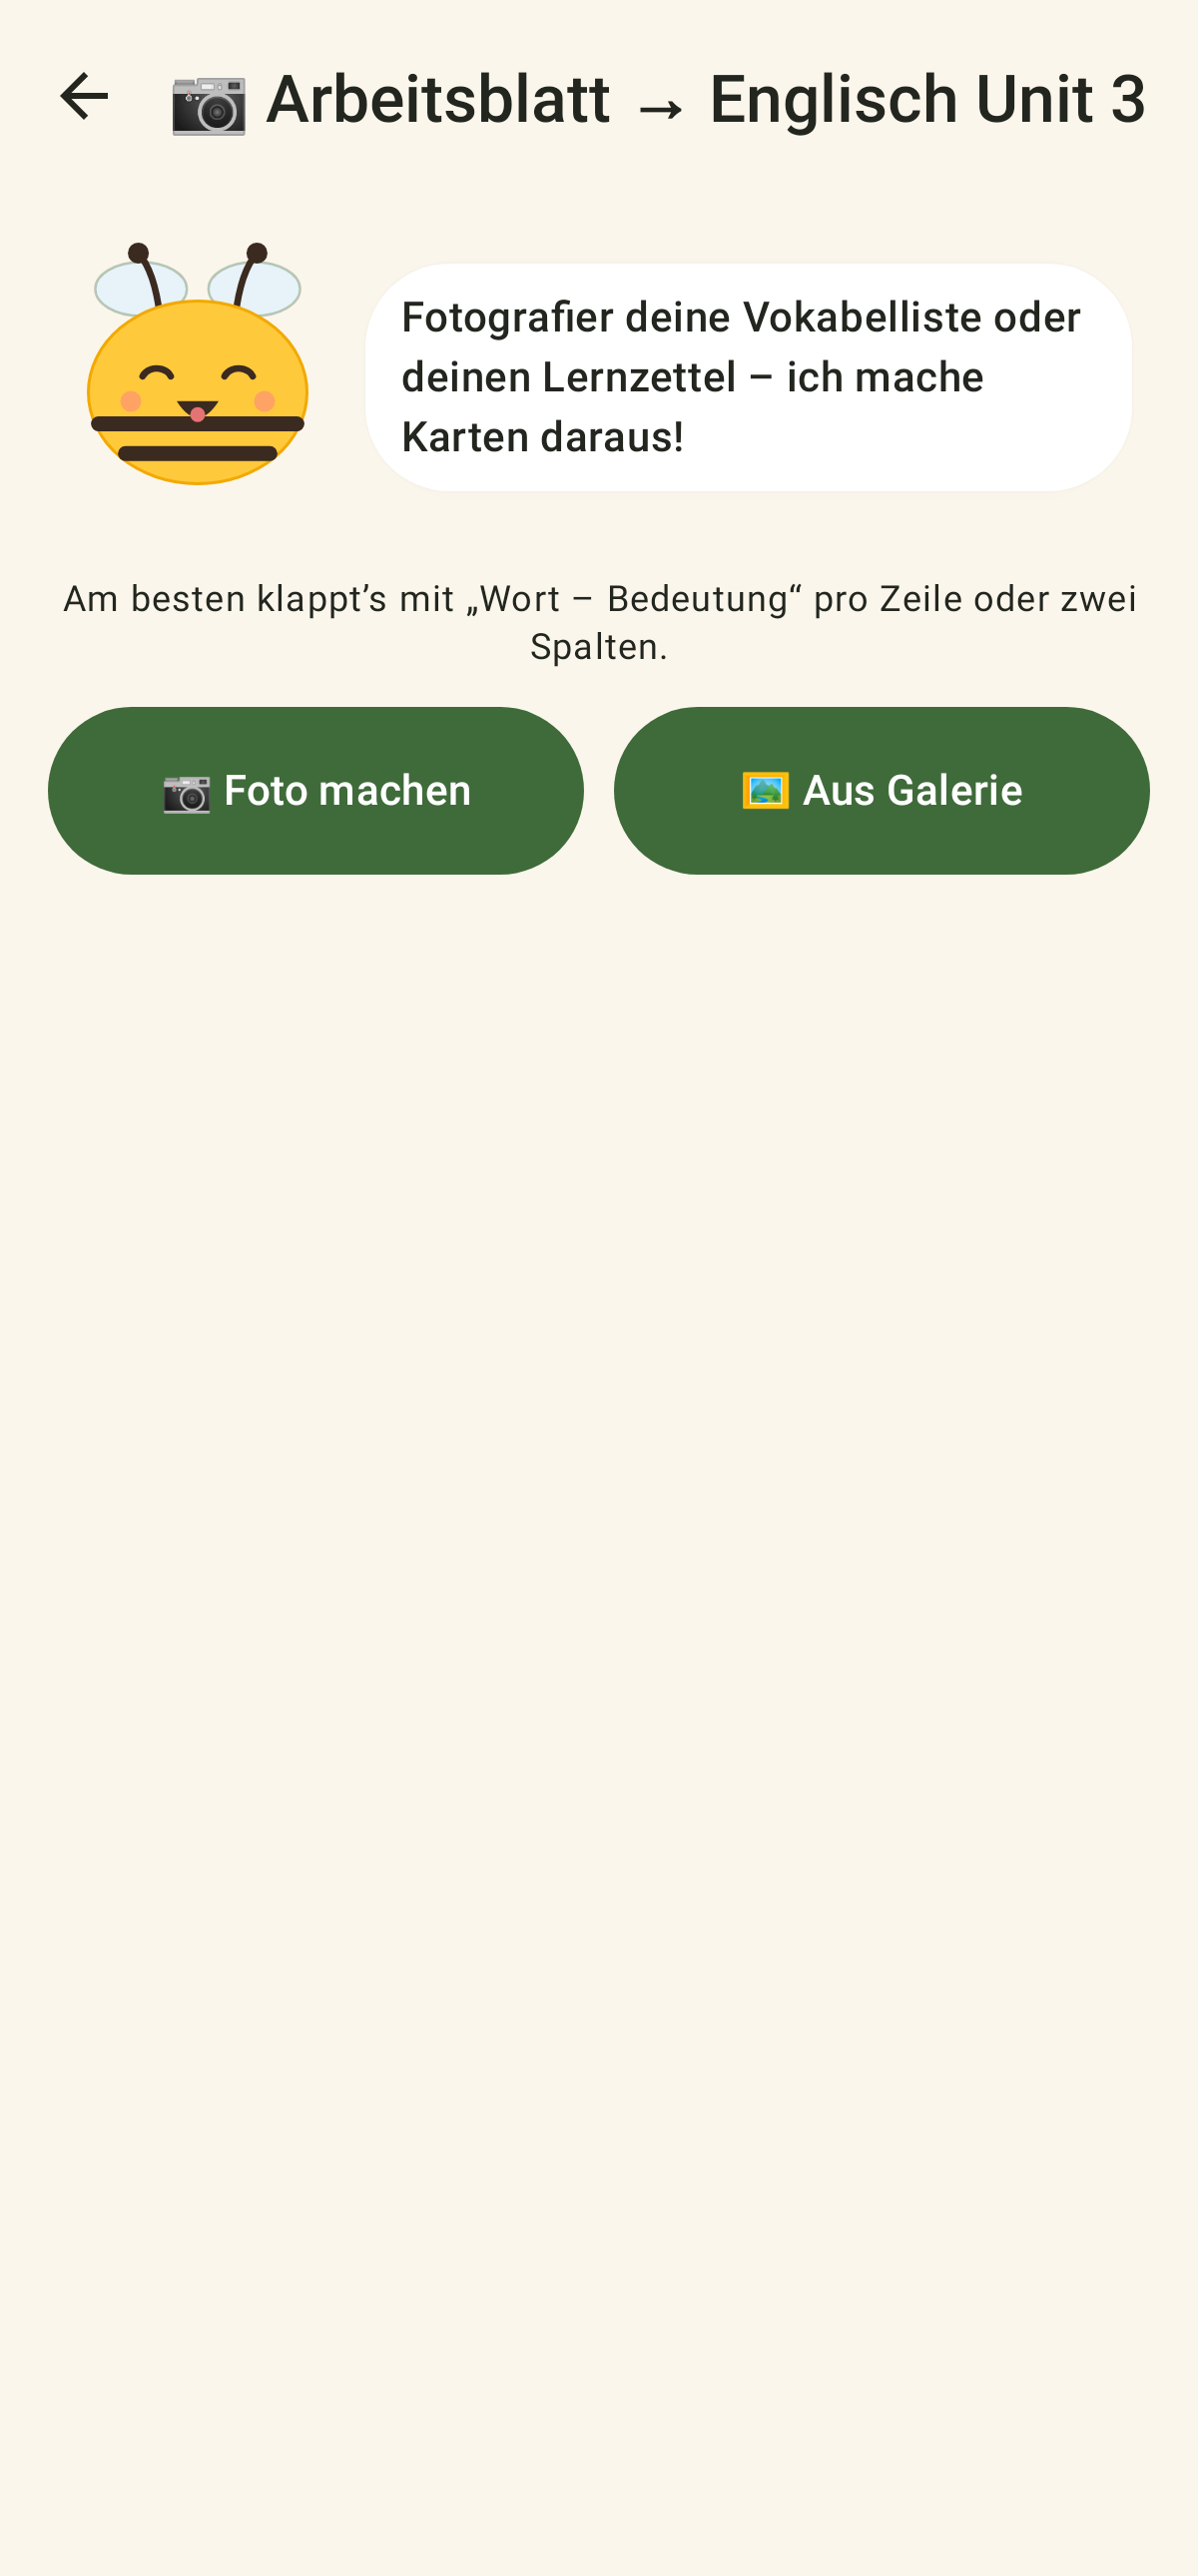 📷 Arbeitsblatt → Englisch Unit 3
Fotografier deine Vokabelliste oder
deinen Lernzettel – ich mache
Karten daraus!
Am besten klappt’s mit „Wort – Bedeutung“ pro Zeile oder zwei
Spalten.
📷 Foto machen
🖼️ Aus Galerie